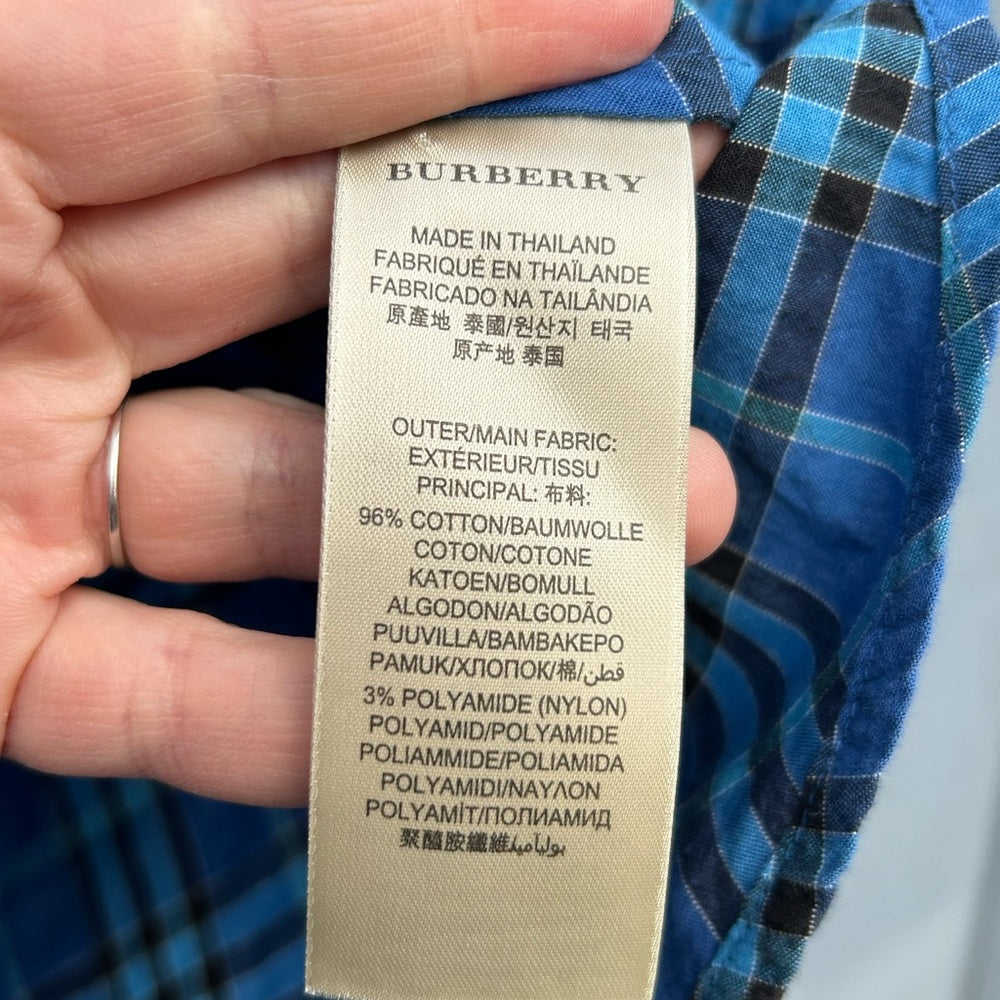 BURBERRY
MADE IN THAILAND
FABRIQUÉ EN THAÏLANDE
FABRICADO NA TAILÂNDIA
原產地 泰國/원산지 태국
原产地 泰国
OUTER/MAIN FABRIC:
EXTÉRIEUR/TISSU
PRINCIPAL: 布料:
96% COTTON/BAUMWOLLE
COTON/COTONE
KATOEN/BOMULL
ALGODON/ALGODÃO
PUUVILLA/BAMBAKEPO
PAMUK/ХЛОПОК/棉/قطن
3% POLYAMIDE (NYLON)
POLYAMID/POLYAMIDE
POLIAMMIDE/POLIAMIDA
POLYAMIDI/ΝΑΥΛΟΝ
POLYAMİT/ПОЛИАМИД
聚醯胺纖維/بولياميد